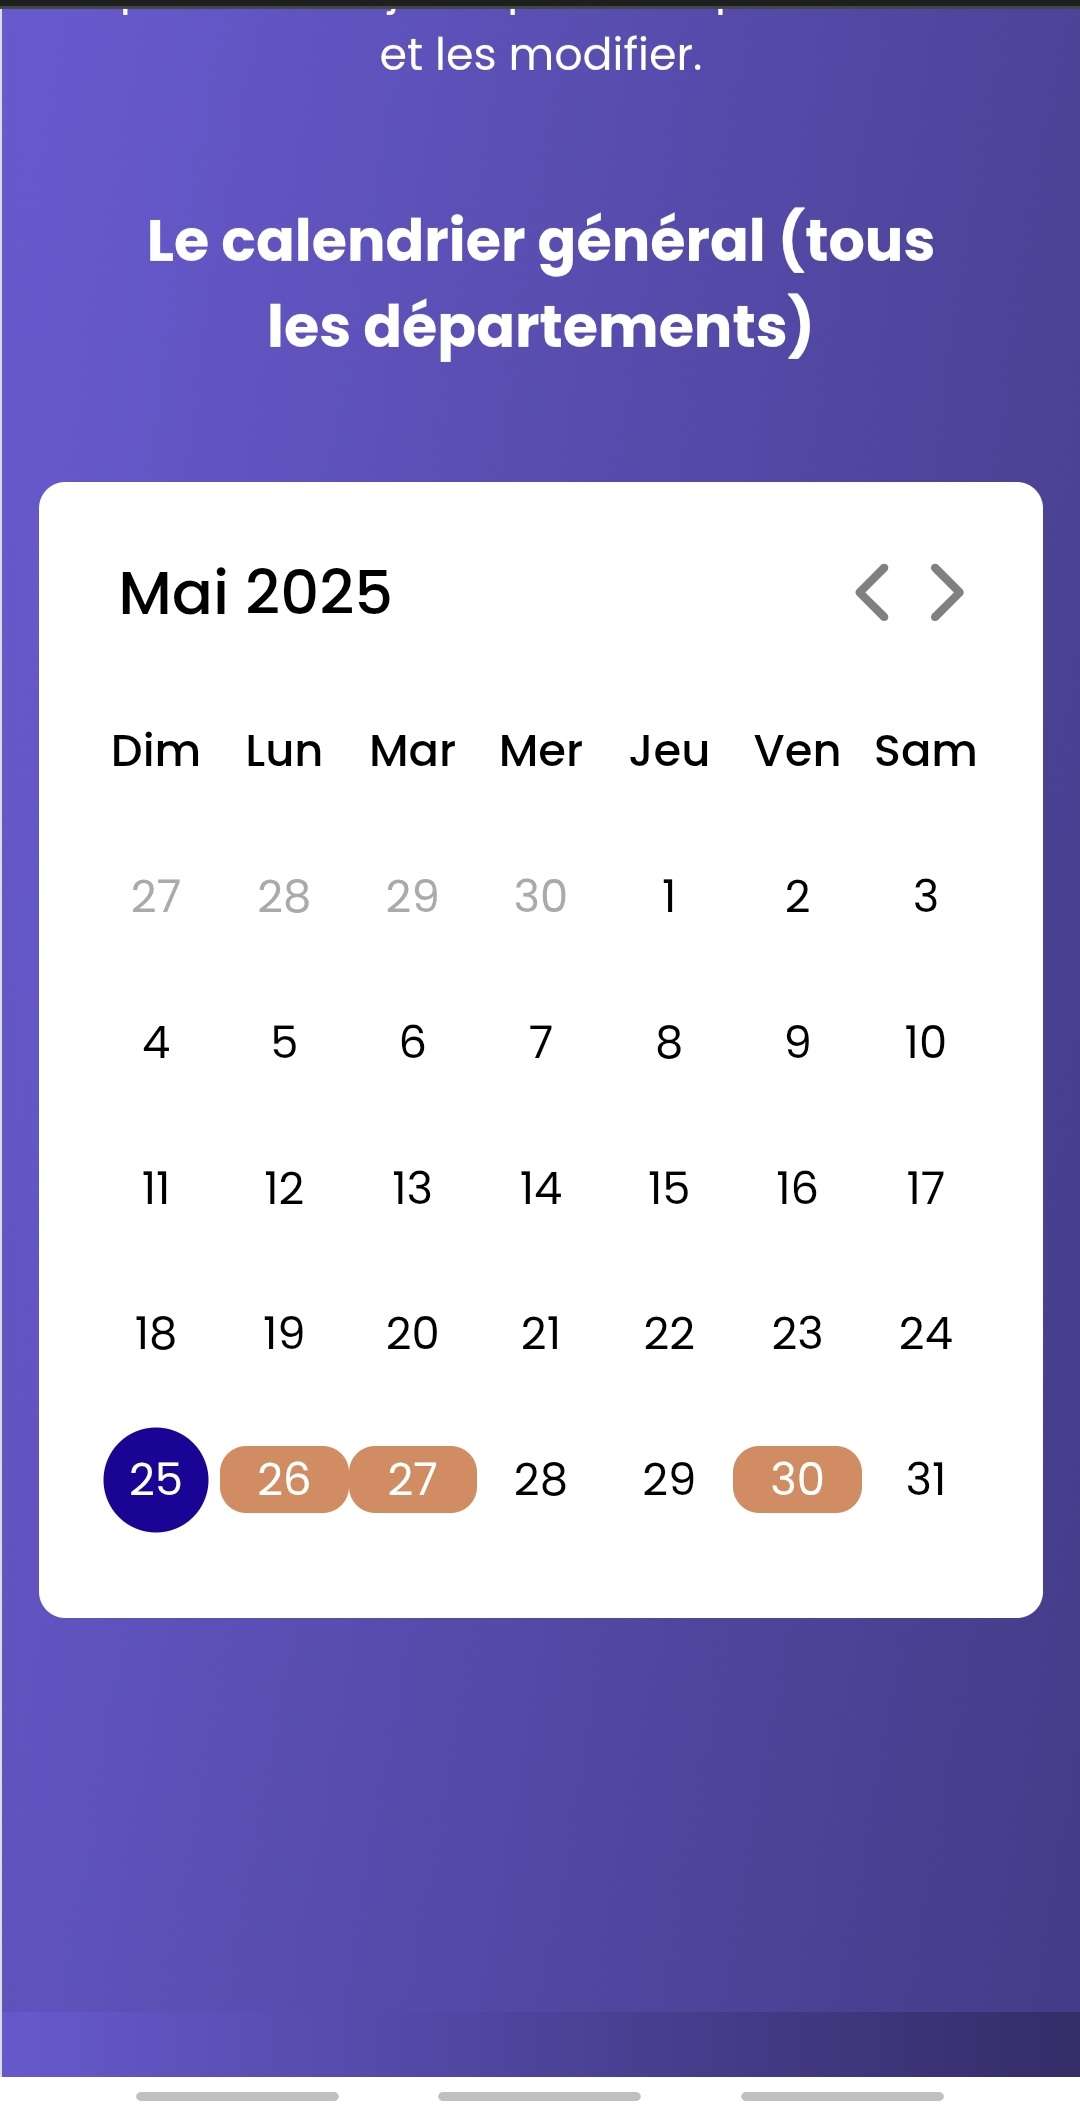 et les modifier.
Le calendrier général (tous
les départements)
Mai 2025
Dim Lun Mar Mer Jeu Ven Sam
27 28 29 30 1 2 3
4 5 6 7 8 9 10
11 12 13 14 15 16 17
18 19 20 21 22 23 24
25 26 27 28 29 30 31